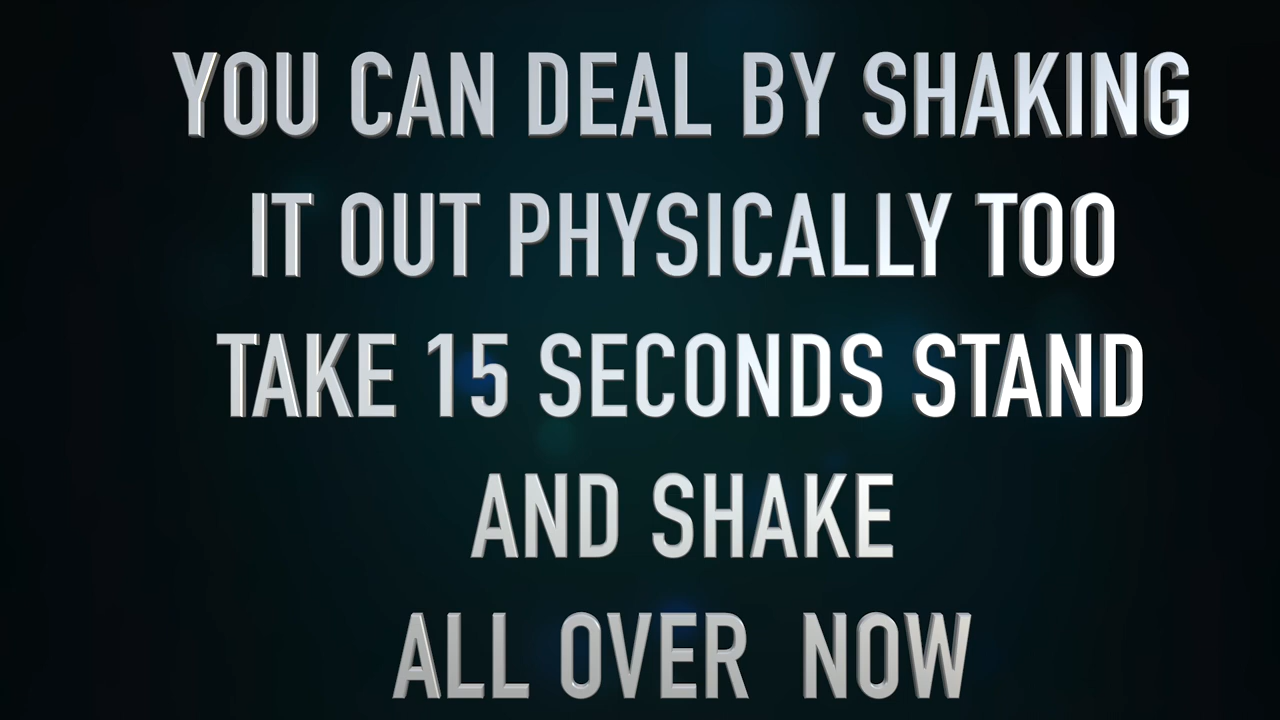 YOU CAN DEAL BY SHAKING
IT OUT PHYSICALLY TOO
TAKE 15 SECONDS STAND
AND SHAKE
ALL OVER  NOW